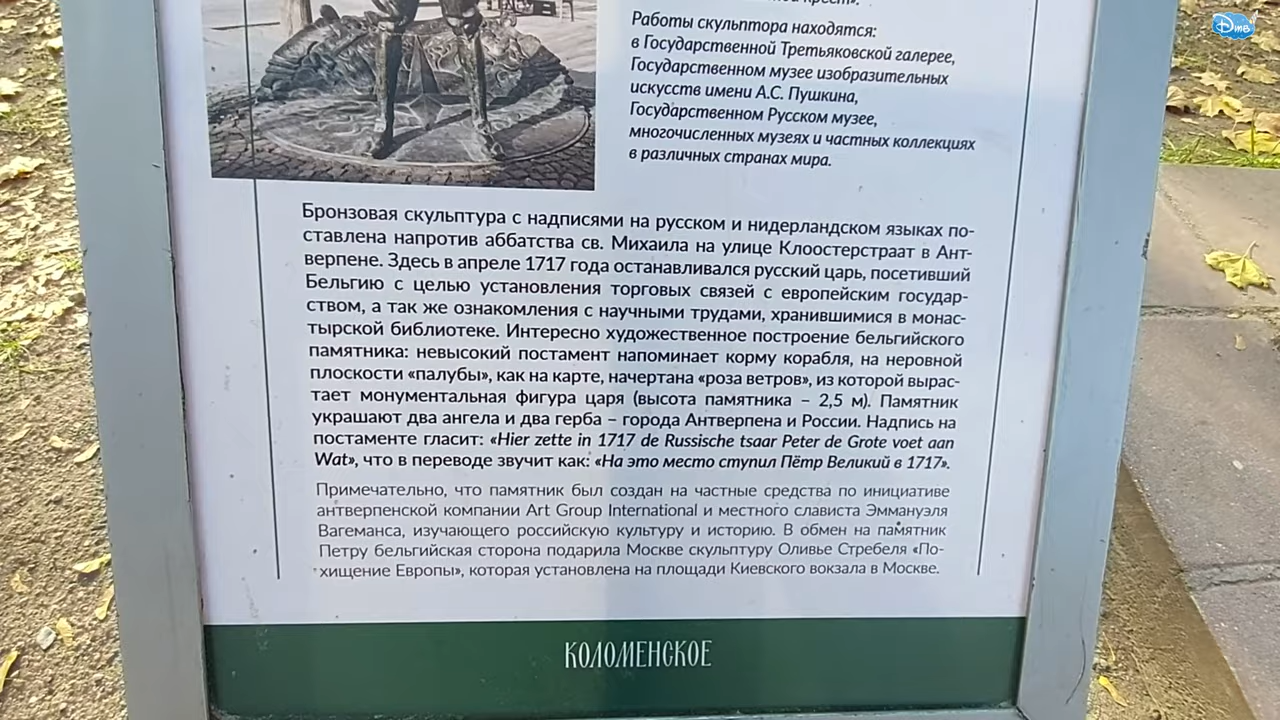 крест».
Работы скульптора находятся:
в Государственной Третьяковской галерее,
Государственном музее изобразительных
искусств имени А.С. Пушкина,
Государственном Русском музее,
многочисленных музеях и частных коллекциях
в различных странах мира.
Бронзовая скульптура с надписями на русском и нидерландском языках по-
ставлена напротив аббатства св. Михаила на улице Клоостерстраат в Ант-
верпене. Здесь в апреле 1717 года останавливался русский царь, посетивший
Бельгию с целью установления торговых связей с европейским государ-
ством, а так же ознакомления с научными трудами, хранившимися в монас-
тырской библиотеке. Интересно художественное построение бельгийского
памятника: невысокий постамент напоминает корму корабля, на неровной
плоскости «палубы», как на карте, начертана «роза ветров», из которой вырас-
тает монументальная фигура царя (высота памятника – 2,5 м). Памятник
украшают два ангела и два герба – города Антверпена и России. Надпись на
постаменте гласит: «Hier zette in 1717 de Russische tsaar Peter de Grote voet aan
Wat», что в переводе звучит как: «На это место ступил Пётр Великий в 1717».
Примечательно, что памятник был создан на частные средства по инициативе
антверпенской компании Art Group International и местного слависта Эммануэля
Вагеманса, изучающего российскую культуру и историю. В обмен на памятник
Петру бельгийская сторона подарила Москве скульптуру Оливье Стребеля «По-
хищение Европы», которая установлена на площади Киевского вокзала в Москве.
КОЛОМЕНСКОЕ